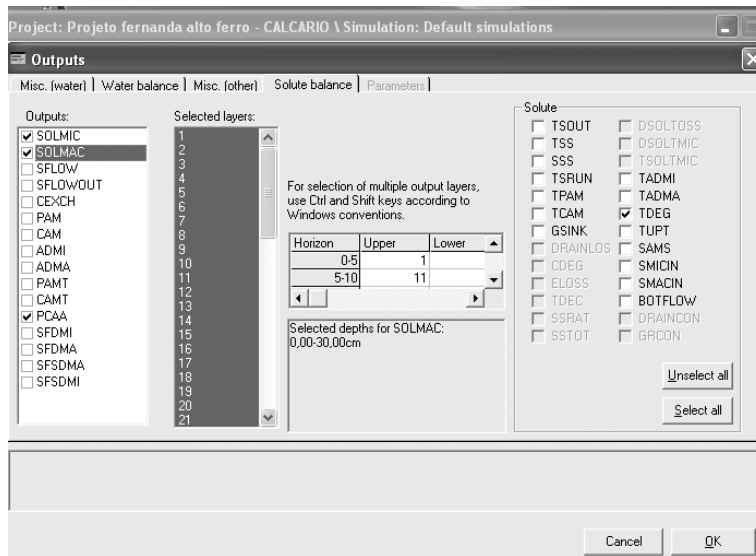 Project: Projeto fernanda alto ferro - CALCARIO \ Simulation: Default simulations
Outputs
Misc. (water) Water balance Misc. (other) Solute balance Parameters
Outputs:
SOLMIC
SOLMAC
SFLOW
SFLOWOUT
CEXCH
PAM
CAM
ADMI
ADMA
PAMT
CAMT
PCAA
SFDMI
SFDMA
SFSDMA
SFSDMI
Selected layers:
1
2
3
4
5
6
7
8
9
10
11
12
13
14
15
16
17
18
19
20
21
For selection of multiple output layers,
use Ctrl and Shift keys according to
Windows conventions.
Horizon Upper Lower
0-5 1
5-10 11
Selected depths for SOLMAC:
0,00-30,00cm
Solute
TSOUT
TSS
SSS
TSRUN
TPAM
TCAM
GSINK
DRAINLOS
CDEG
ELOSS
TDEC
SSRAT
SSTOT
DSOLTOSS
DSOLTMIC
TSOLTMIC
TADMI
TADMA
TDEG
TUPT
SAMS
SMICIN
SMACIN
BOTFLOW
DRAINCON
GRCON
Unselect all
Select all
Cancel OK